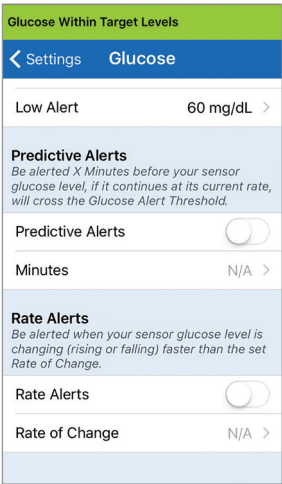 Glucose Within Target Levels
Settings Glucose
Low Alert 60 mg/dL
Predictive Alerts
Be alerted X Minutes before your sensor
glucose level, if it continues at its current rate,
will cross the Glucose Alert Threshold.
Predictive Alerts
Minutes N/A
Rate Alerts
Be alerted when your sensor glucose level is
changing (rising or falling) faster than the set
Rate of Change.
Rate Alerts
Rate of Change N/A